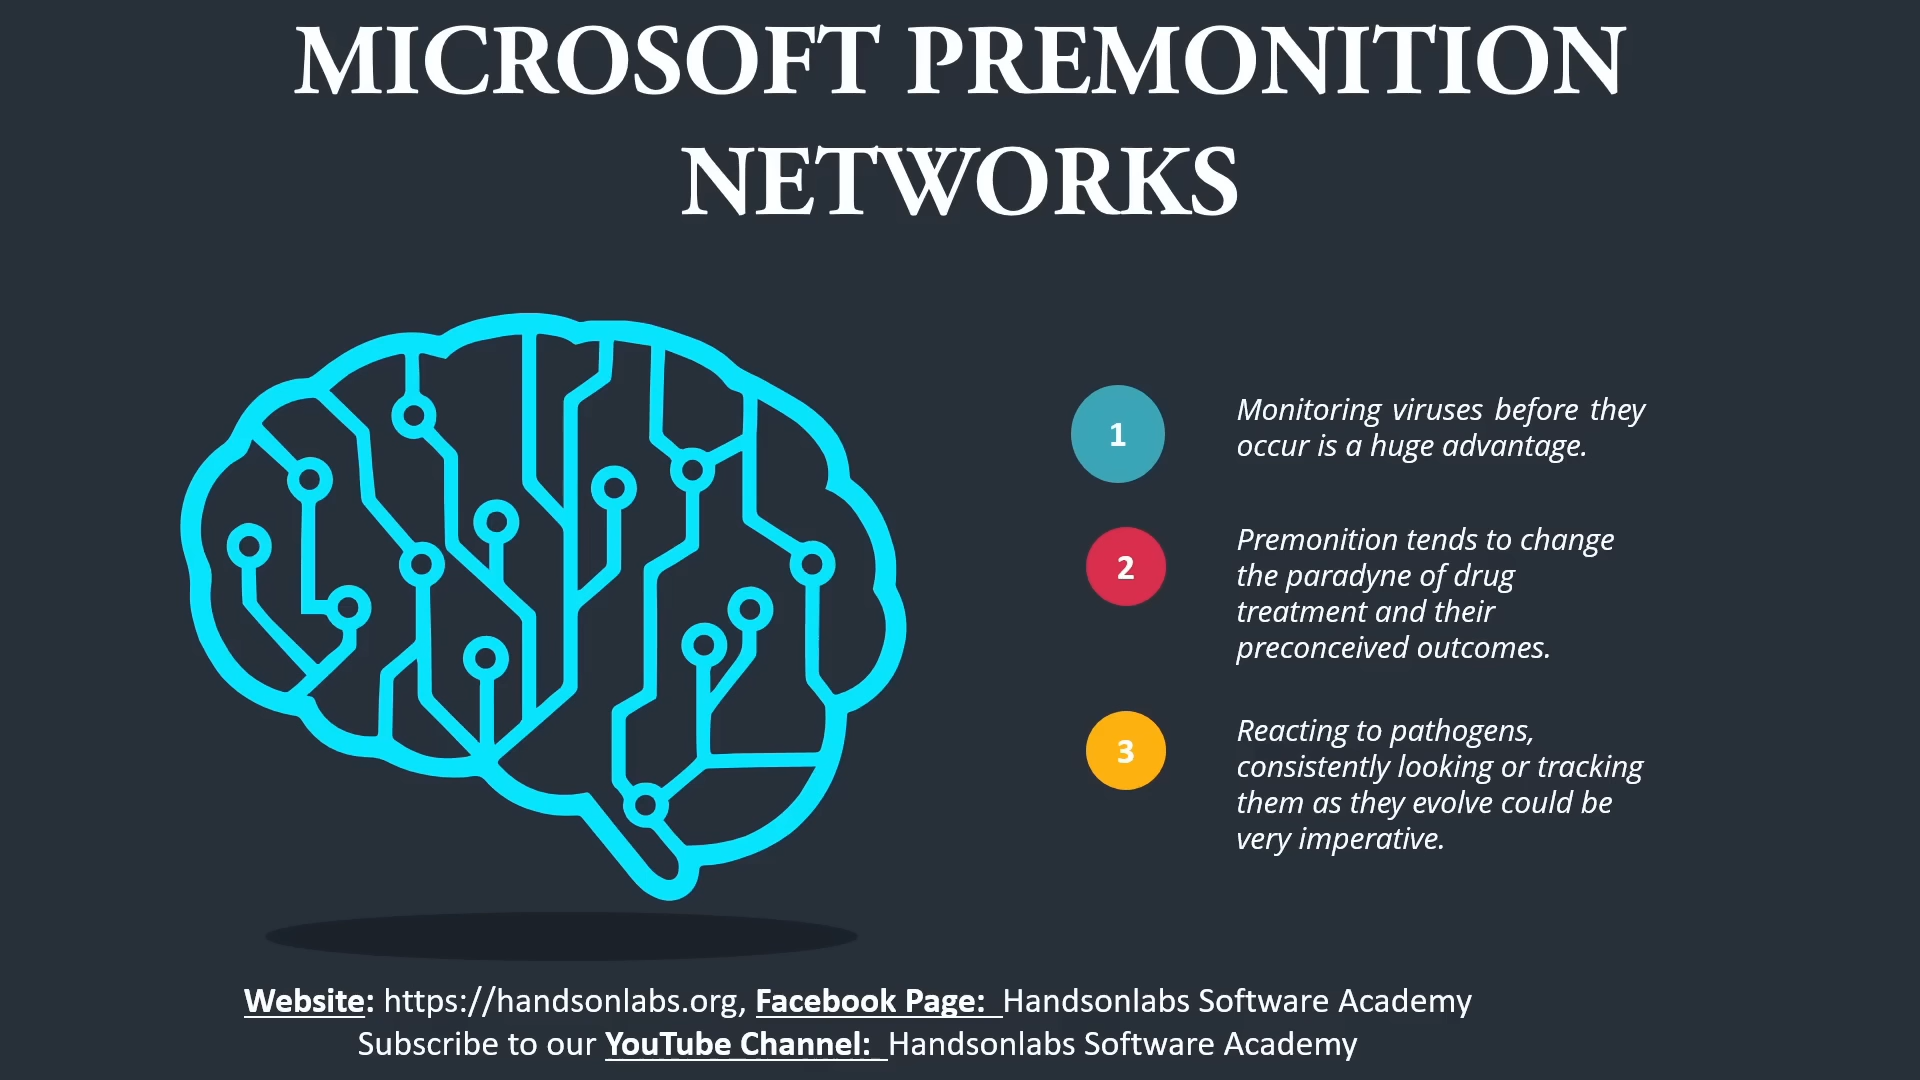 MICROSOFT PREMONITION
NETWORKS
1
Monitoring viruses before they
occur is a huge advantage.
2
Premonition tends to change
the paradyne of drug
treatment and their
preconceived outcomes.
3
Reacting to pathogens,
consistently looking or tracking
them as they evolve could be
very imperative.
Website: https://handsonlabs.org, Facebook Page: Handsonlabs Software Academy
Subscribe to our YouTube Channel: Handsonlabs Software Academy